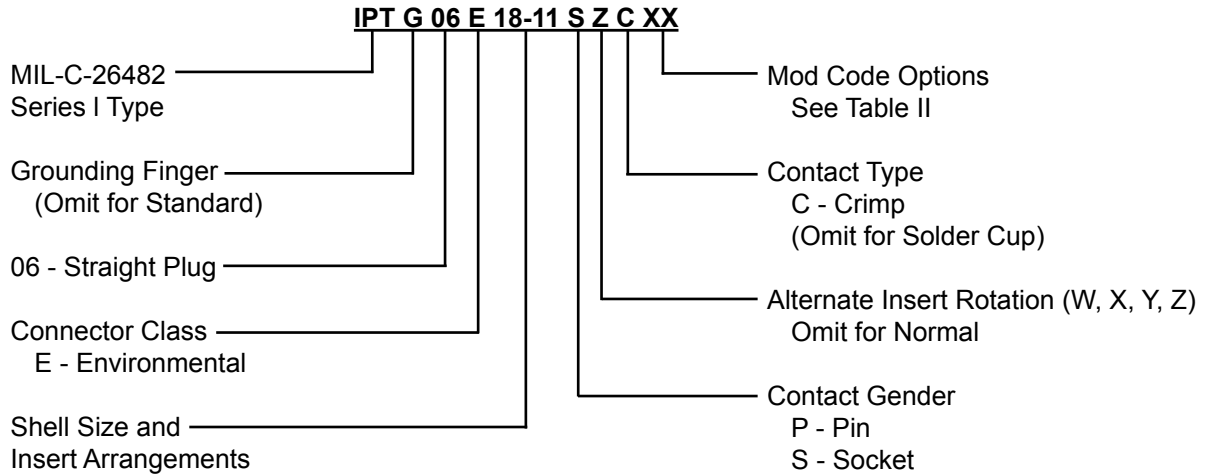 IPT G 06 E 18-11 S Z C XX
MIL-C-26482
Series I Type
Grounding Finger
(Omit for Standard)
06 - Straight Plug
Connector Class
E - Environmental
Shell Size and
Insert Arrangements
Mod Code Options
See Table II
Contact Type
C - Crimp
(Omit for Solder Cup)
Alternate Insert Rotation (W, X, Y, Z)
Omit for Normal
Contact Gender
P - Pin
S - Socket